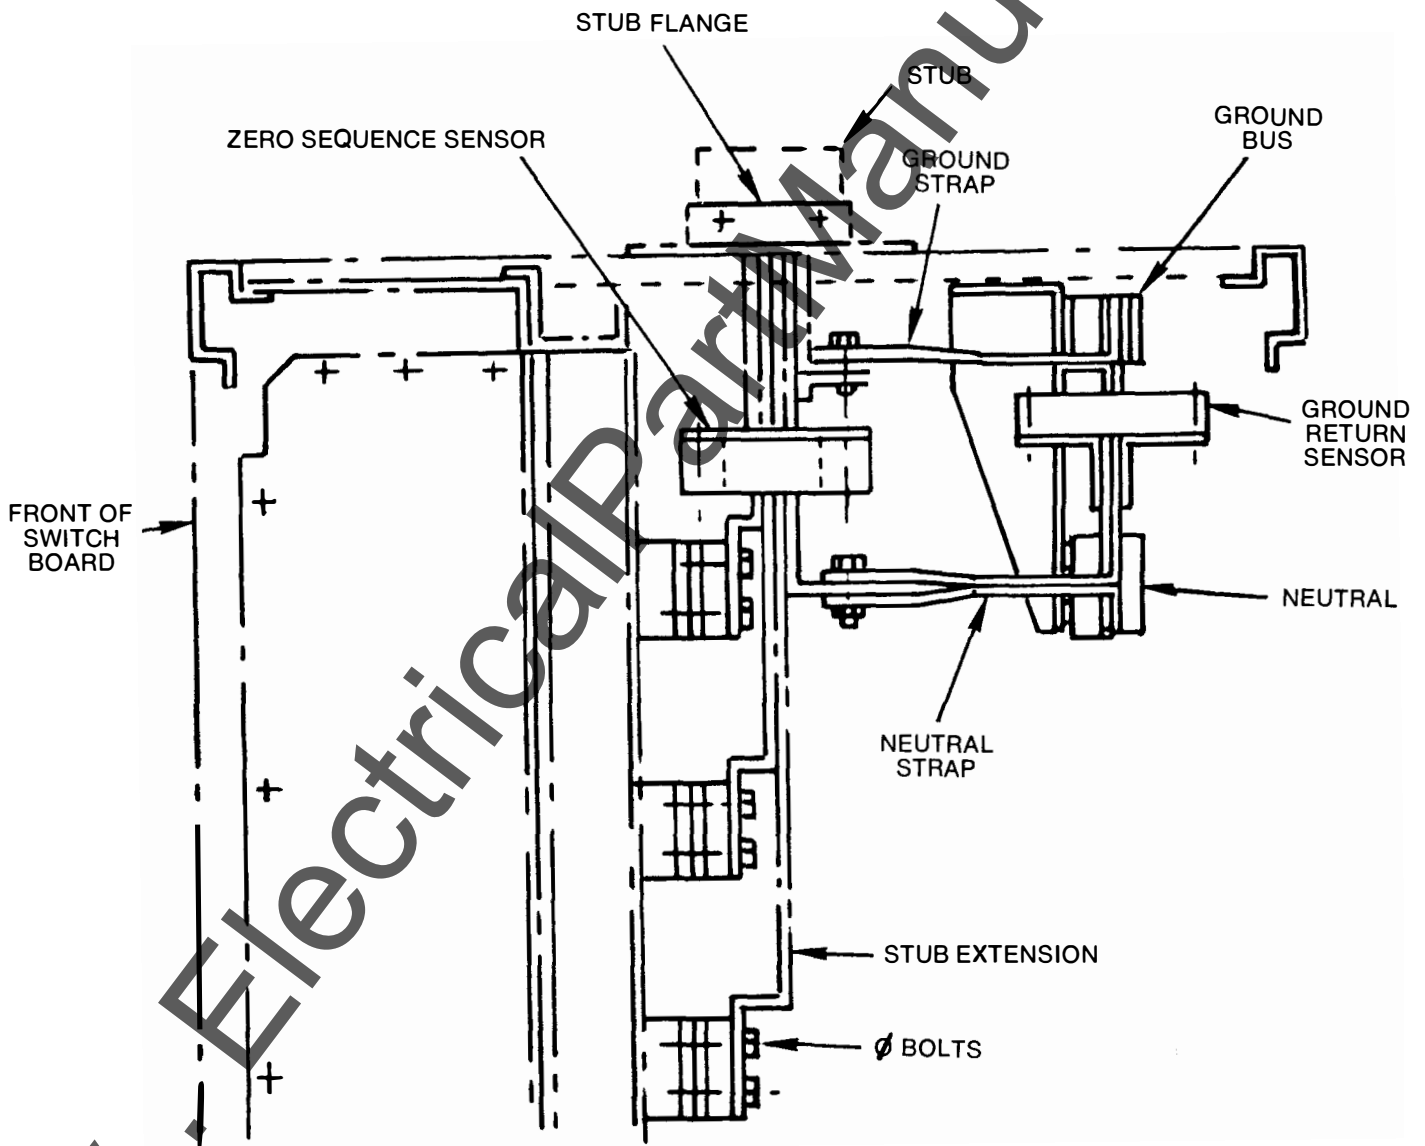 STUB FLANGE
STUB
ZERO SEQUENCE SENSOR
GROUND
BUS
GROUND
STRAP
GROUND
RETURN
SENSOR
FRONT OF
SWITCH
BOARD
NEUTRAL
NEUTRAL
STRAP
STUB EXTENSION
Ø BOLTS
ElectricalPartManu